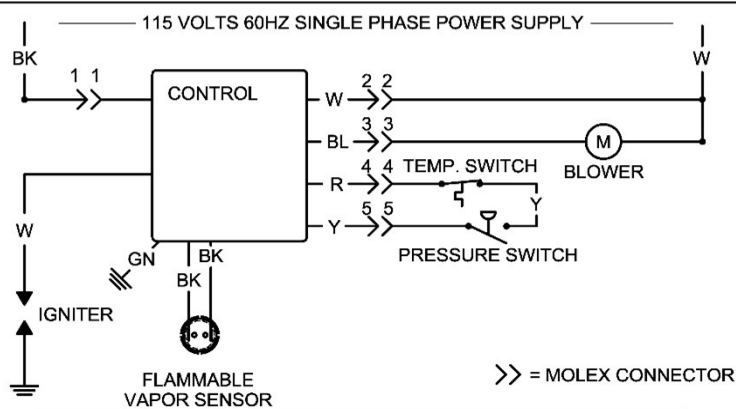 115 VOLTS 60HZ SINGLE PHASE POWER SUPPLY
BK
W
1 1
CONTROL
W
2 2
BL
3 3
M
BLOWER
R
4 4
TEMP. SWITCH
Y
Y
5 5
PRESSURE SWITCH
W
GN
BK
BK
IGNITER
FLAMMABLE
VAPOR SENSOR
= MOLEX CONNECTOR